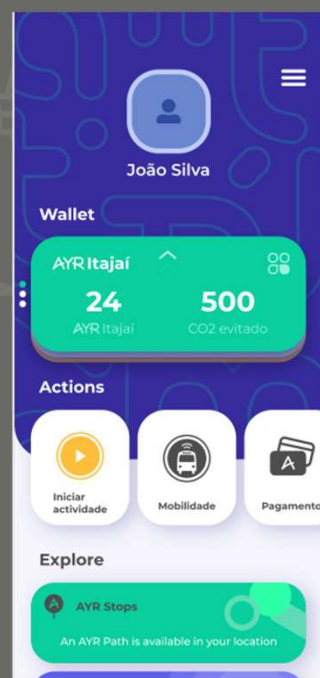 João Silva
Wallet
AYR Itajaí
24
500
AYR Itajaí
CO2 evitado
Actions
Iniciar
actividade
Mobilidade
A
Pagamento
Explore
A
AYR Stops
An AYR Path is available in your location